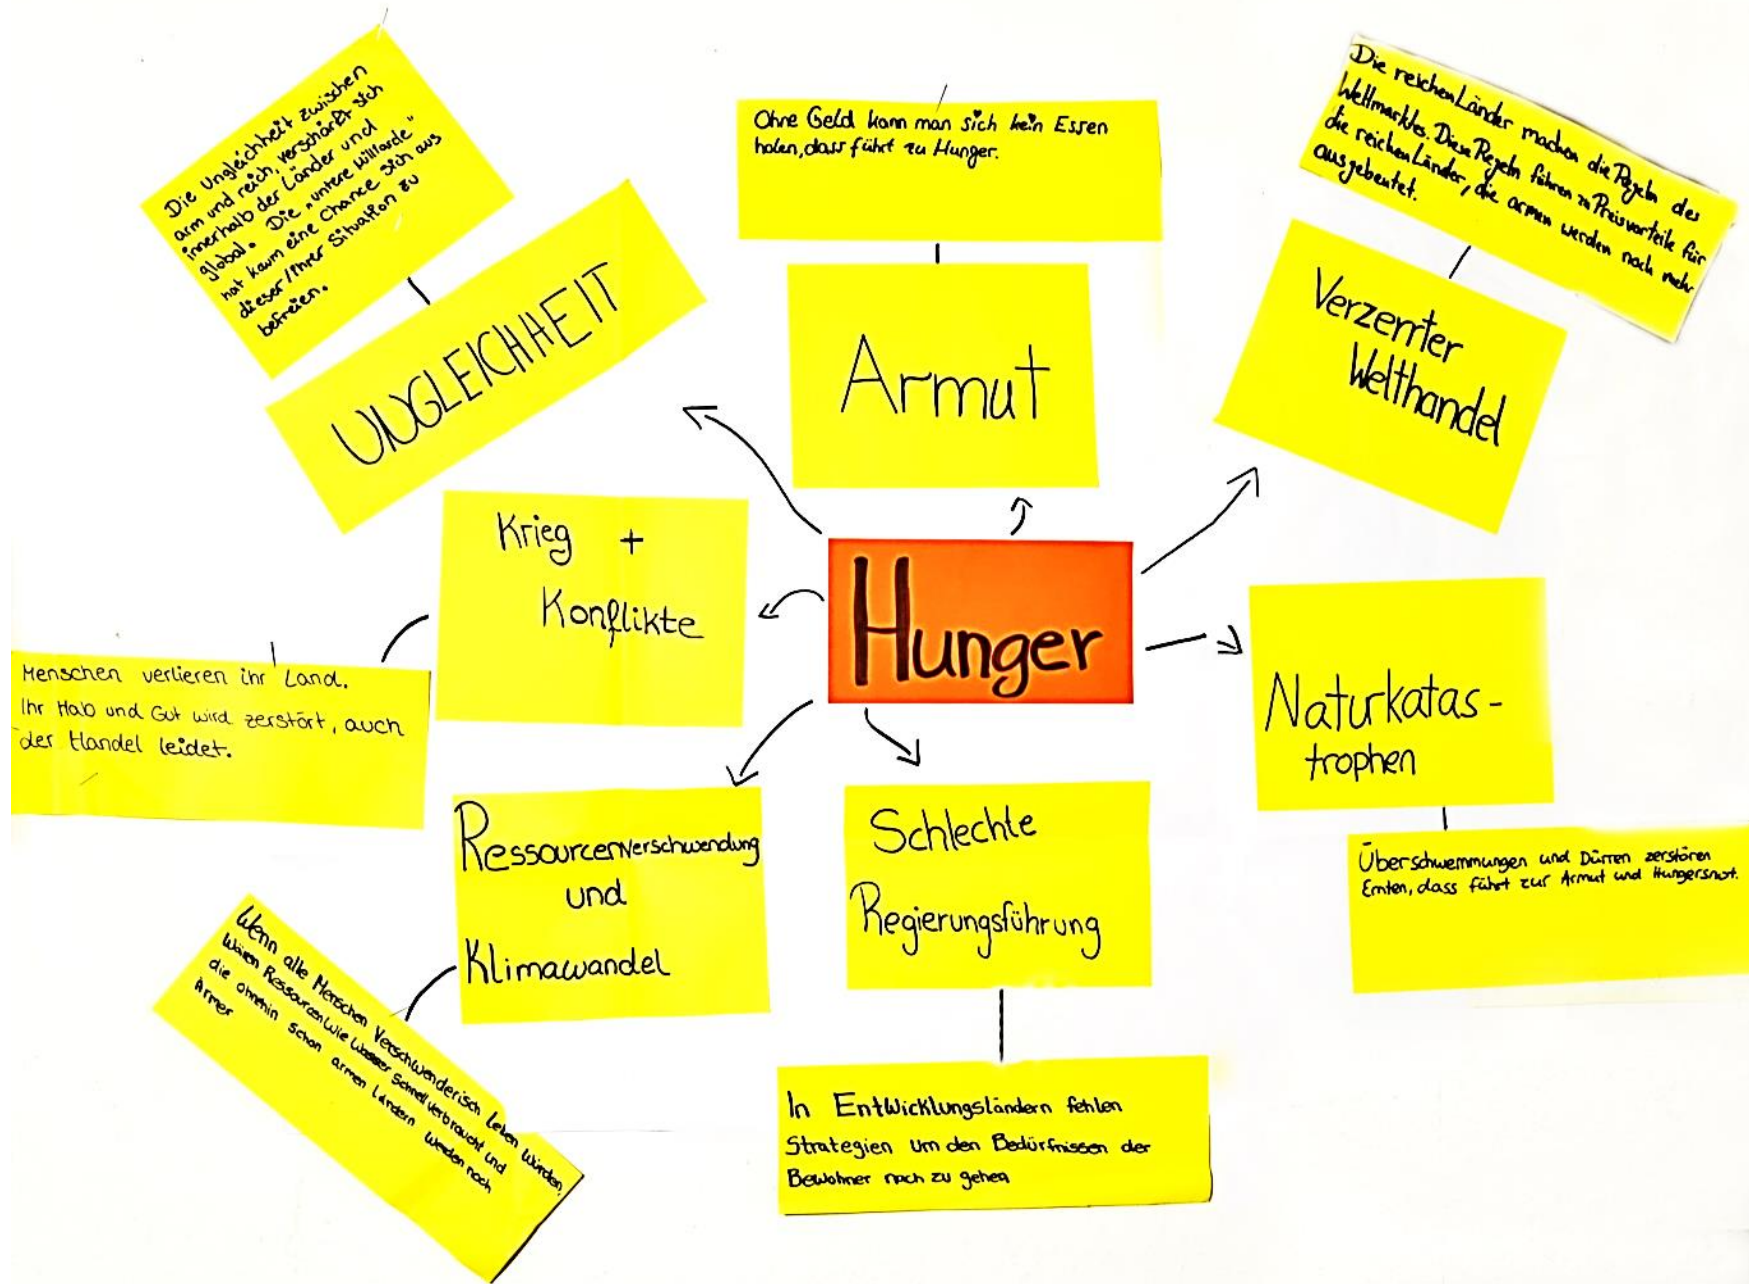 Die Ungleichheit zwischen
arm und reich, verschärft sich
innerhalb der Länder und
global. Die „untere Milliarde"
hat kaum eine Chance sich aus
dieser/ihrer Situation zu
befreien.
UNGLEICHHEIT
Ohne Geld kann man sich kein Essen
holen, dass führt zu Hunger.
Armut
Die reichen Länder machen die Regeln des
Weltmarktes. Diese Regeln führen zu Preisvorteile für
die reichen Länder, die armen werden noch mehr
ausgebeutet.
Verzerrter
Welthandel
Krieg +
Konflikte
Menschen verlieren ihr Land.
Ihr Hab und Gut wird zerstört, auch
der Handel leidet.
Hunger
Naturkatas-
trophen
Überschwemmungen und Dürren zerstören
Ernten, dass führt zur Armut und Hungersnot.
Ressourcenverschwendung
und
Klimawandel
Wenn alle Menschen Verschwenderisch Leben würden,
wären Ressourcen wie Wasser Schnell verbraucht und
die ohnehin schon armen Ländern werden noch
Ärmer
Schlechte
Regierungsführung
In Entwicklungsländern fehlen
Strategien um den Bedürfnissen der
Bewohner nach zu gehen